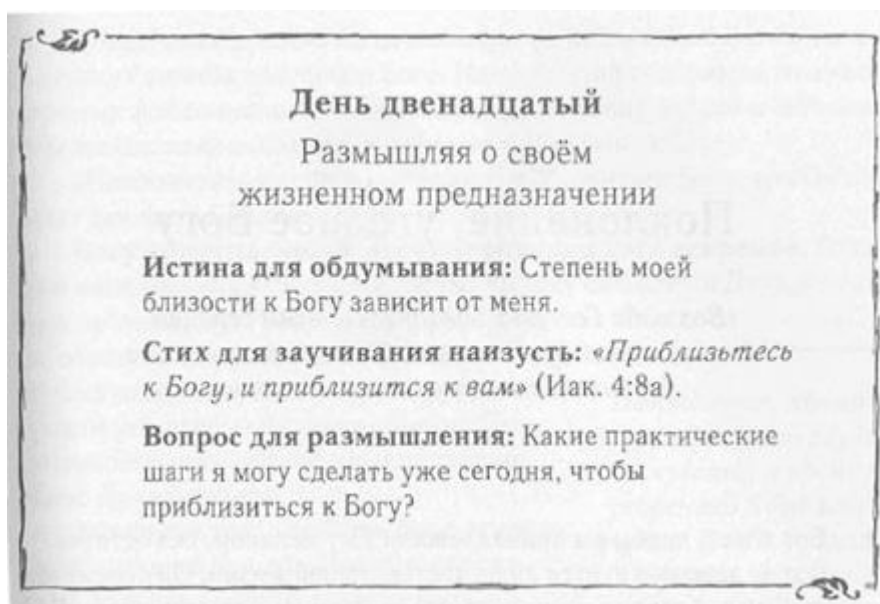 День двенадцатый
Размышляя о своём
жизненном предназначении
Истина для обдумывания: Степень моей
близости к Богу зависит от меня.
Стих для заучивания наизусть: «Приблизьтесь
к Богу, и приблизится к вам» (Иак. 4:8а).
Вопрос для размышления: Какие практические
шаги я могу сделать уже сегодня, чтобы
приблизиться к Богу?